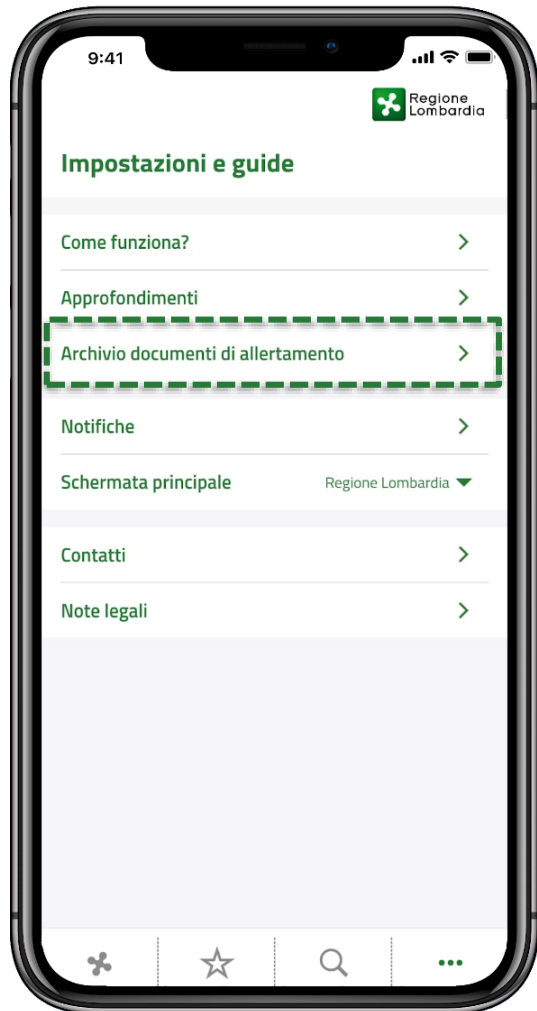 9:41
Regione
Lombardia
Impostazioni e guide
Come funziona?
Approfondimenti
Archivio documenti di allertamento
Notifiche
Schermata principale Regione Lombardia
Contatti
Note legali